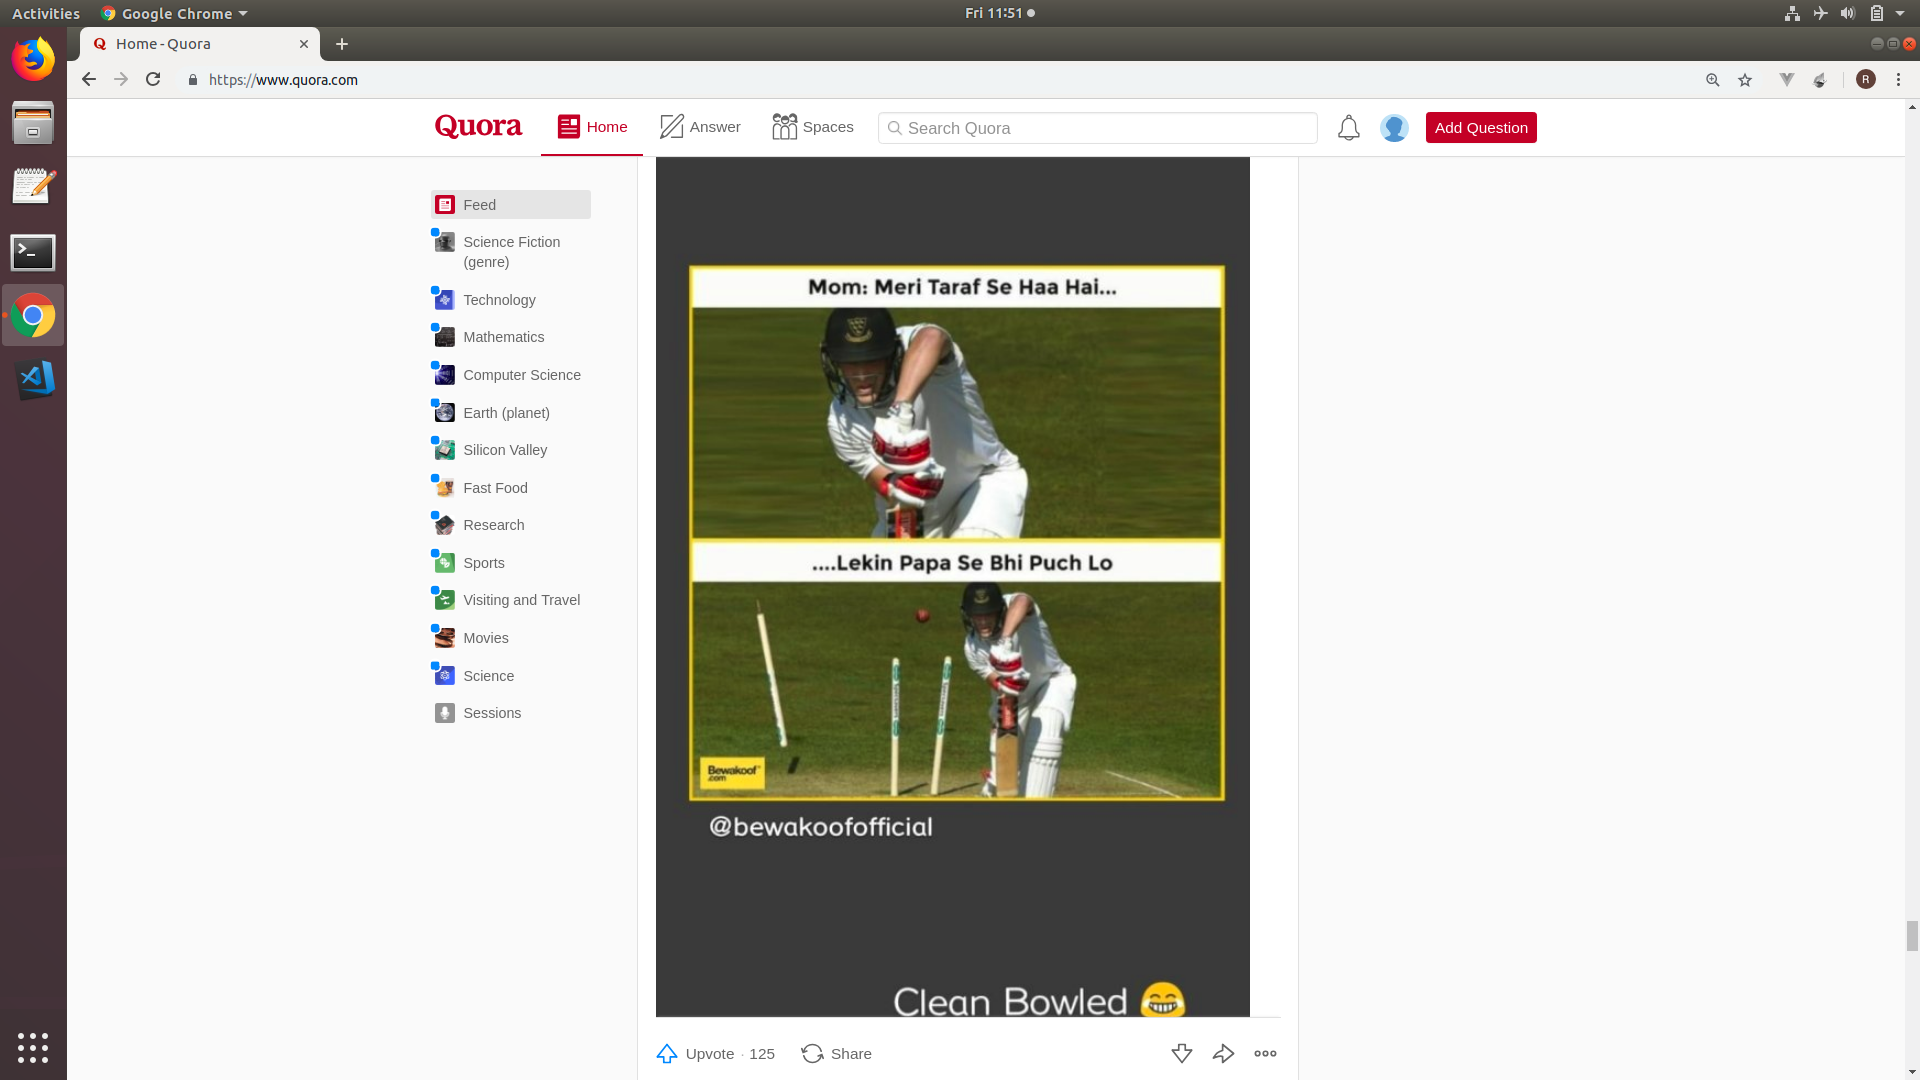 Activities
Google Chrome
Fri 11:51
Home - Quora
https://www.quora.com
R
Quora
Home
Answer
Spaces
Search Quora
Add Question
Feed
Science Fiction
(genre)
Technology
Mathematics
Computer Science
Earth (planet)
Silicon Valley
Fast Food
Research
Sports
Visiting and Travel
Movies
Science
Sessions
Mom: Meri Taraf Se Haa Hai...
....Lekin Papa Se Bhi Puch Lo
Bewakoof
.com
@bewakoofofficial
Clean Bowled 😂
Upvote · 125
Share